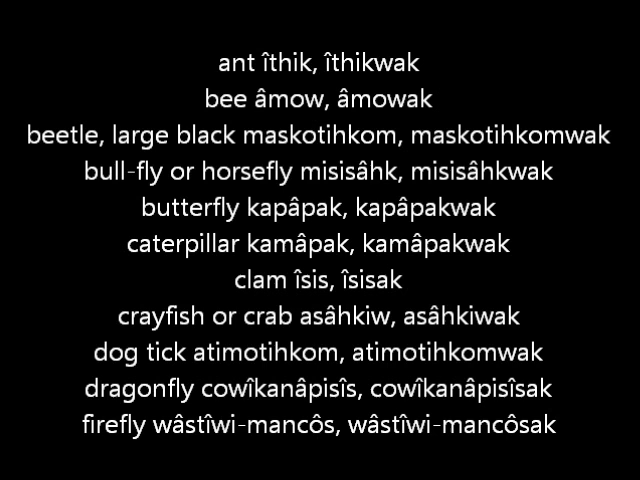 ant îthik, îthikwak
bee âmow, âmowak
beetle, large black maskotihkom, maskotihkomwak
bull-fly or horsefly misisâhk, misisâhkwak
butterfly kapâpak, kapâpakwak
caterpillar kamâpak, kamâpakwak
clam îsis, îsisak
crayfish or crab asâhkiw, asâhkiwak
dog tick atimotihkom, atimotihkomwak
dragonfly cowîkanâpisîs, cowîkanâpisîsak
firefly wâstîwi-mancôs, wâstîwi-mancôsak